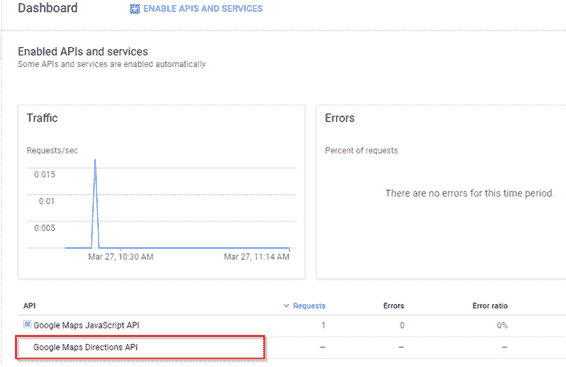 Dashboard
ENABLE APIS AND SERVICES
Enabled APIs and services
Some APIs and services are enabled automatically
Traffic
Requests/sec
0.015
0.01
0.005
Mar 27, 10:30 AM
Mar 27, 11:14 AM
Errors
Percent of requests
There are no errors for this time period.
API Requests Errors Error ratio
Google Maps JavaScript API 1 0 0%
Google Maps Directions API — — —